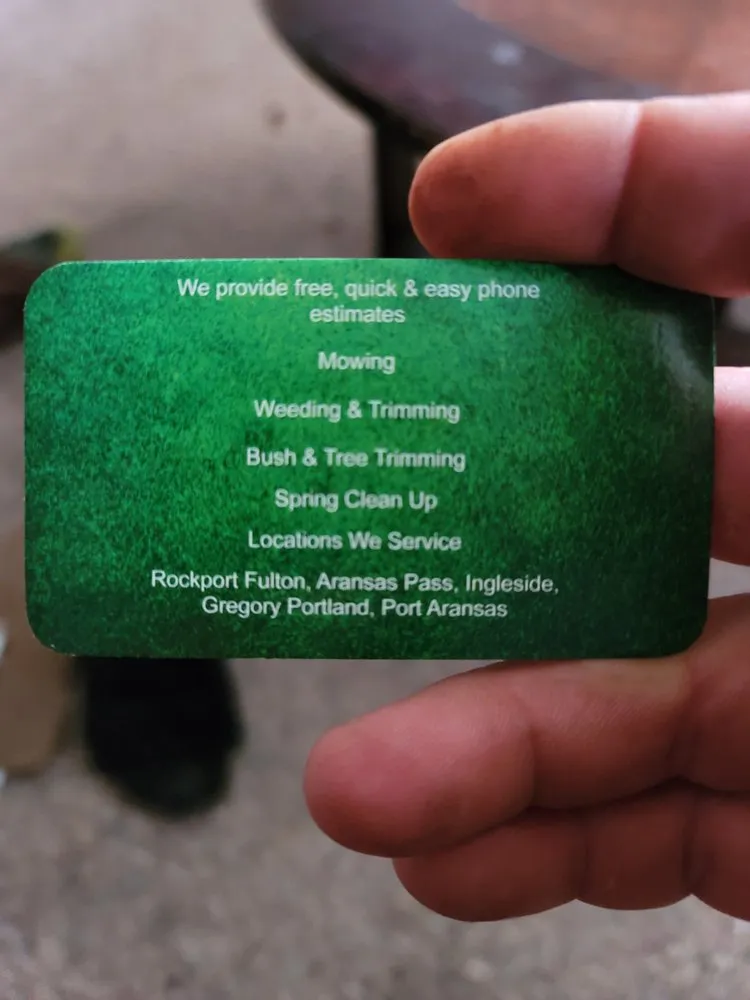 We provide free, quick & easy phone
estimates
Mowing
Weeding & Trimming
Bush & Tree Trimming
Spring Clean Up
Locations We Service
Rockport Fulton, Aransas Pass, Ingleside,
Gregory Portland, Port Aransas